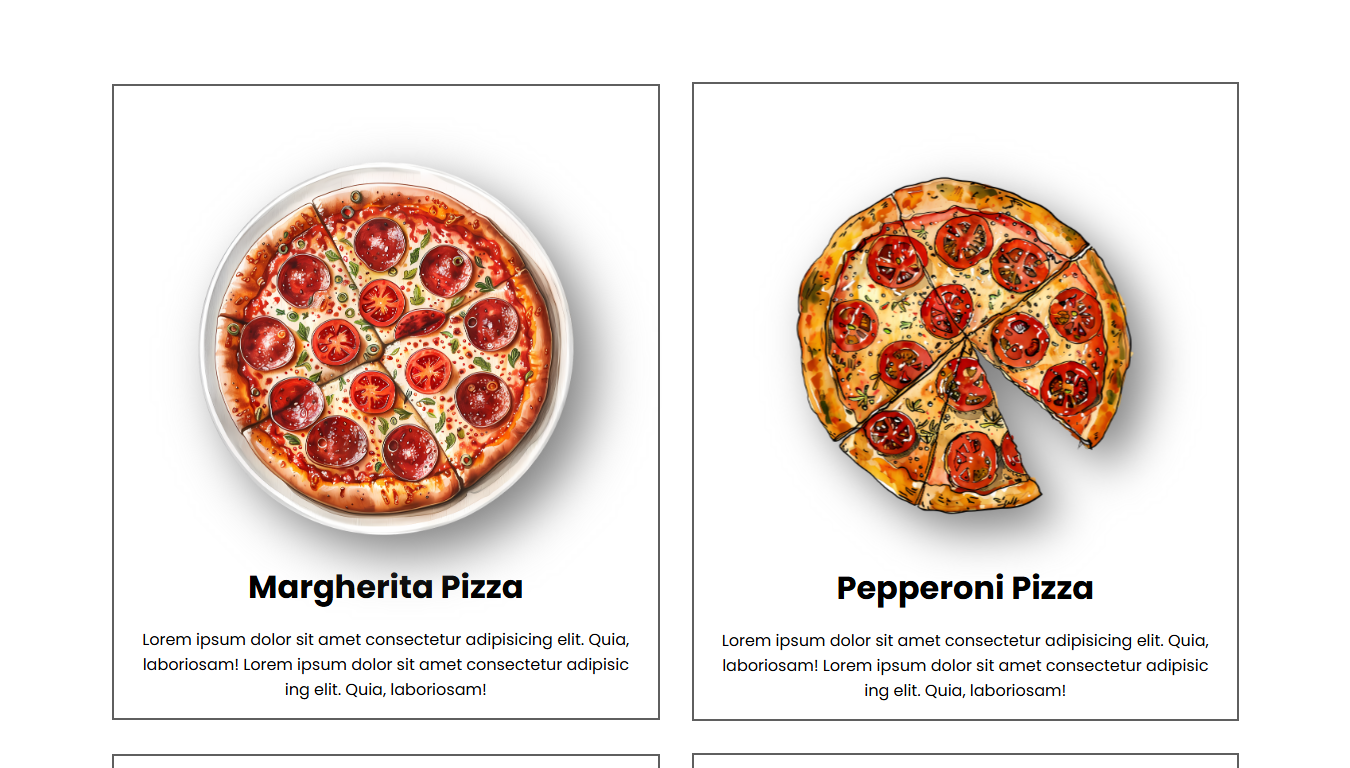 Margherita Pizza
Lorem ipsum dolor sit amet consectetur adipisicing elit. Quia,
laboriosam! Lorem ipsum dolor sit amet consectetur adipisic
ing elit. Quia, laboriosam!
Pepperoni Pizza
Lorem ipsum dolor sit amet consectetur adipisicing elit. Quia,
laboriosam! Lorem ipsum dolor sit amet consectetur adipisic
ing elit. Quia, laboriosam!